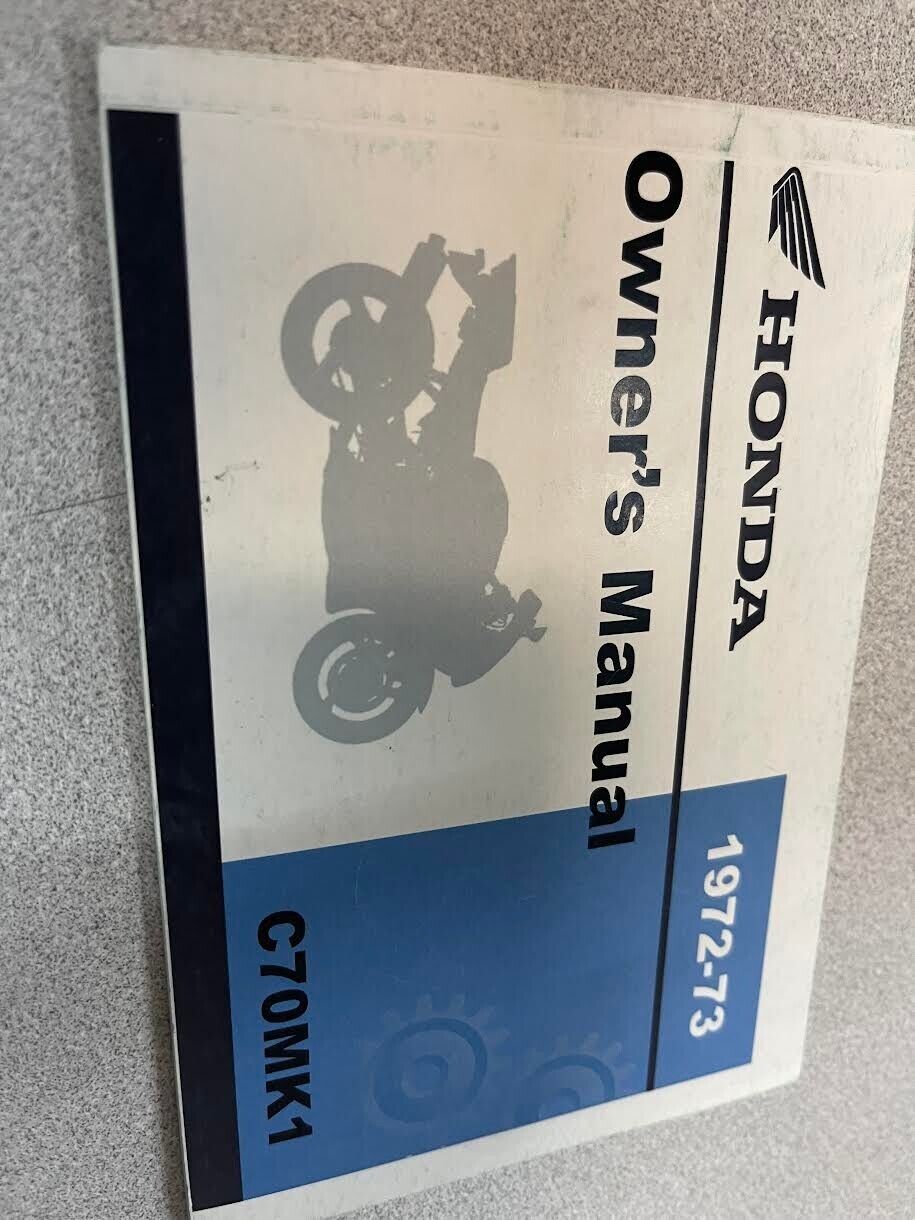 HONDA
1972-73
Owner's Manual
C70MK1